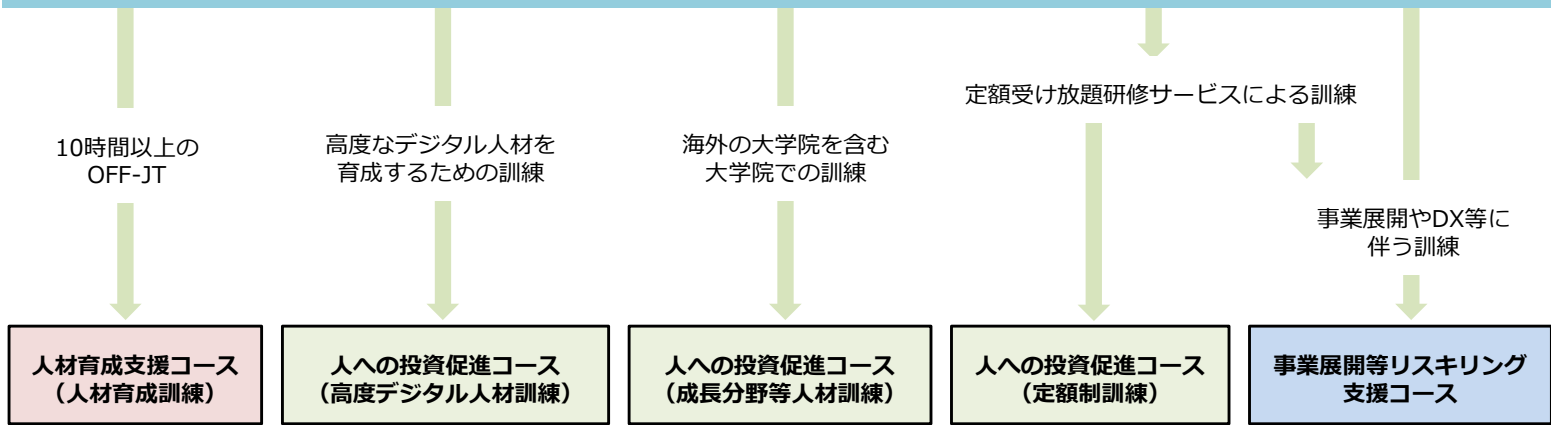 定額受け放題研修サービスによる訓練
10時間以上の
OFF-JT
高度なデジタル人材を
育成するための訓練
海外の大学院を含む
大学院での訓練
事業展開やDX等に
伴う訓練
人材育成支援コース
（人材育成訓練）
人への投資促進コース
（高度デジタル人材訓練）
人への投資促進コース
（成長分野等人材訓練）
人への投資促進コース
（定額制訓練）
事業展開等リスキリング
支援コース